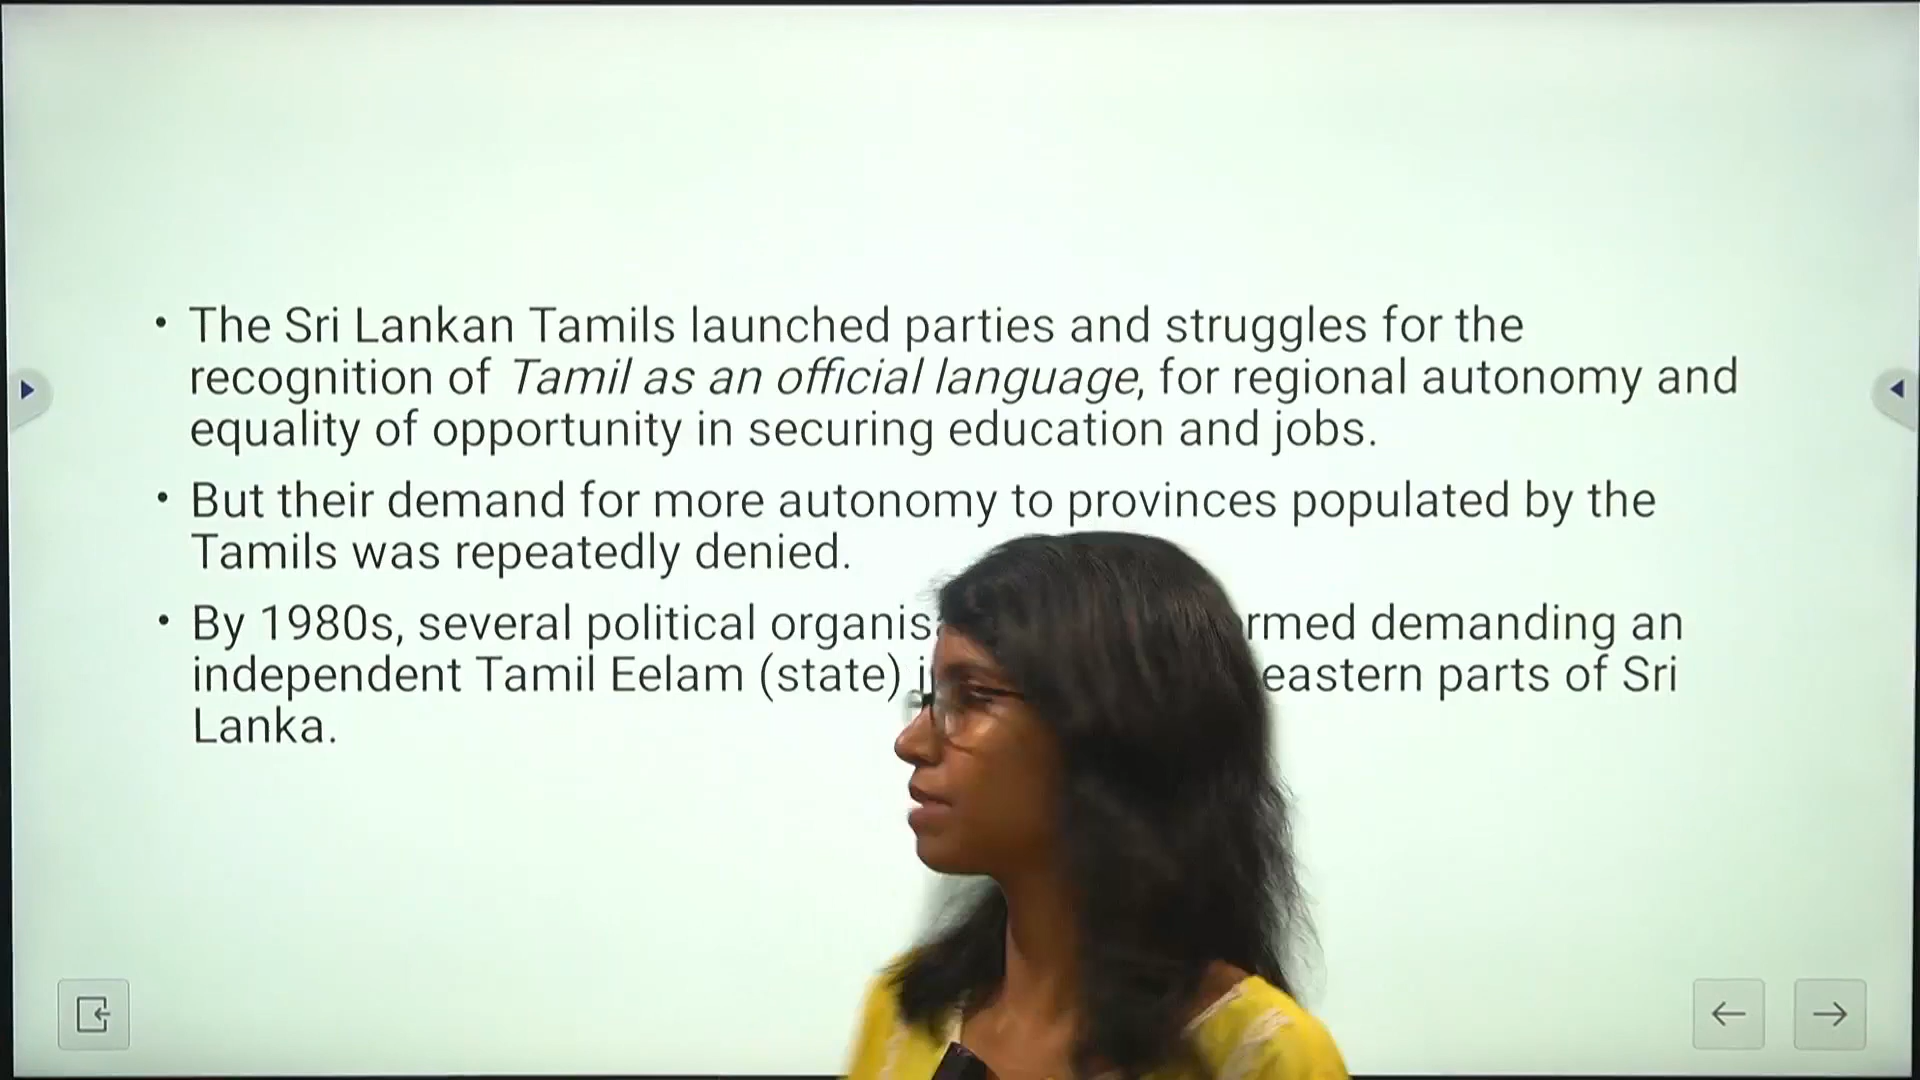 • The Sri Lankan Tamils launched parties and struggles for the
recognition of Tamil as an official language, for regional autonomy and
equality of opportunity in securing education and jobs.
• But their demand for more autonomy to provinces populated by the
Tamils was repeatedly denied.
• By 1980s, several political demanding an
independent Tamil Eelam (state) eastern parts of Sri
Lanka.